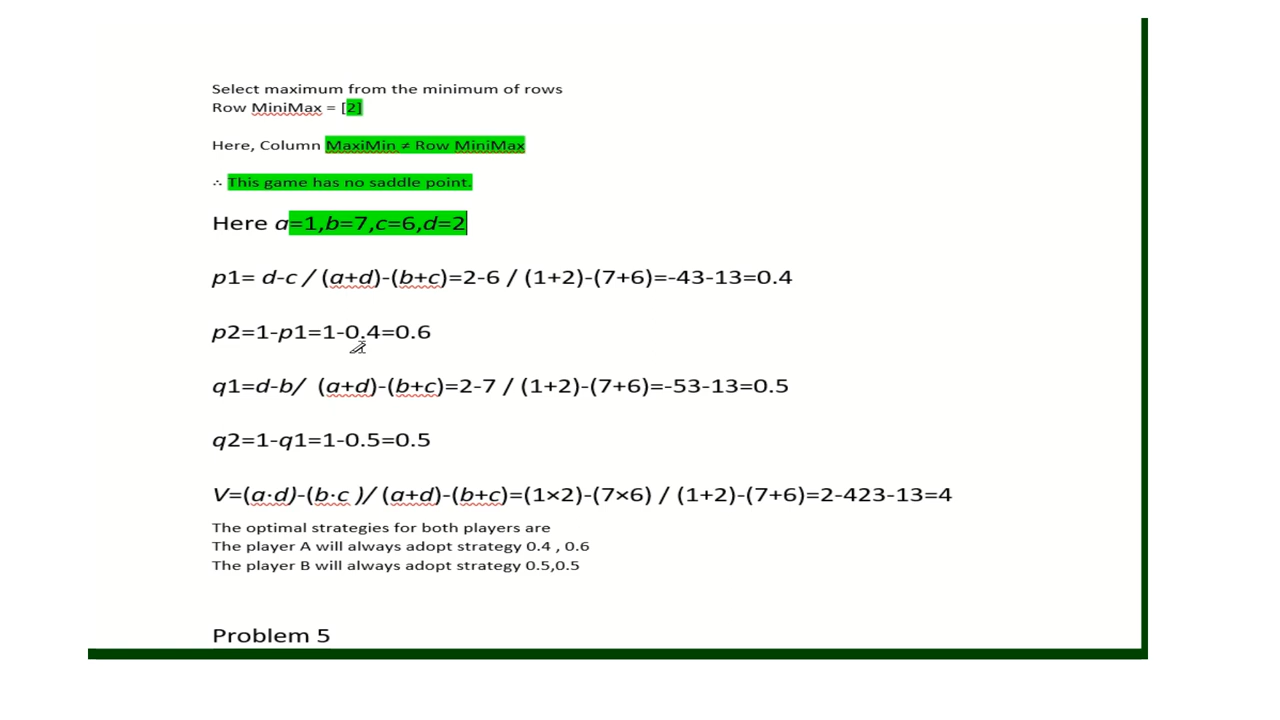 Select maximum from the minimum of rows
Row MiniMax = [2]
Here, Column MaxiMin ≠ Row MiniMax
∴ This game has no saddle point.
Here a=1,b=7,c=6,d=2
p1= d-c / (a+d)-(b+c)=2-6 / (1+2)-(7+6)=-43-13=0.4
p2=1-p1=1-0.4=0.6
q1=d-b/ (a+d)-(b+c)=2-7 / (1+2)-(7+6)=-53-13=0.5
q2=1-q1=1-0.5=0.5
V=(a·d)-(b·c )/ (a+d)-(b+c)=(1×2)-(7×6) / (1+2)-(7+6)=2-423-13=4
The optimal strategies for both players are
The player A will always adopt strategy 0.4 , 0.6
The player B will always adopt strategy 0.5,0.5
Problem 5